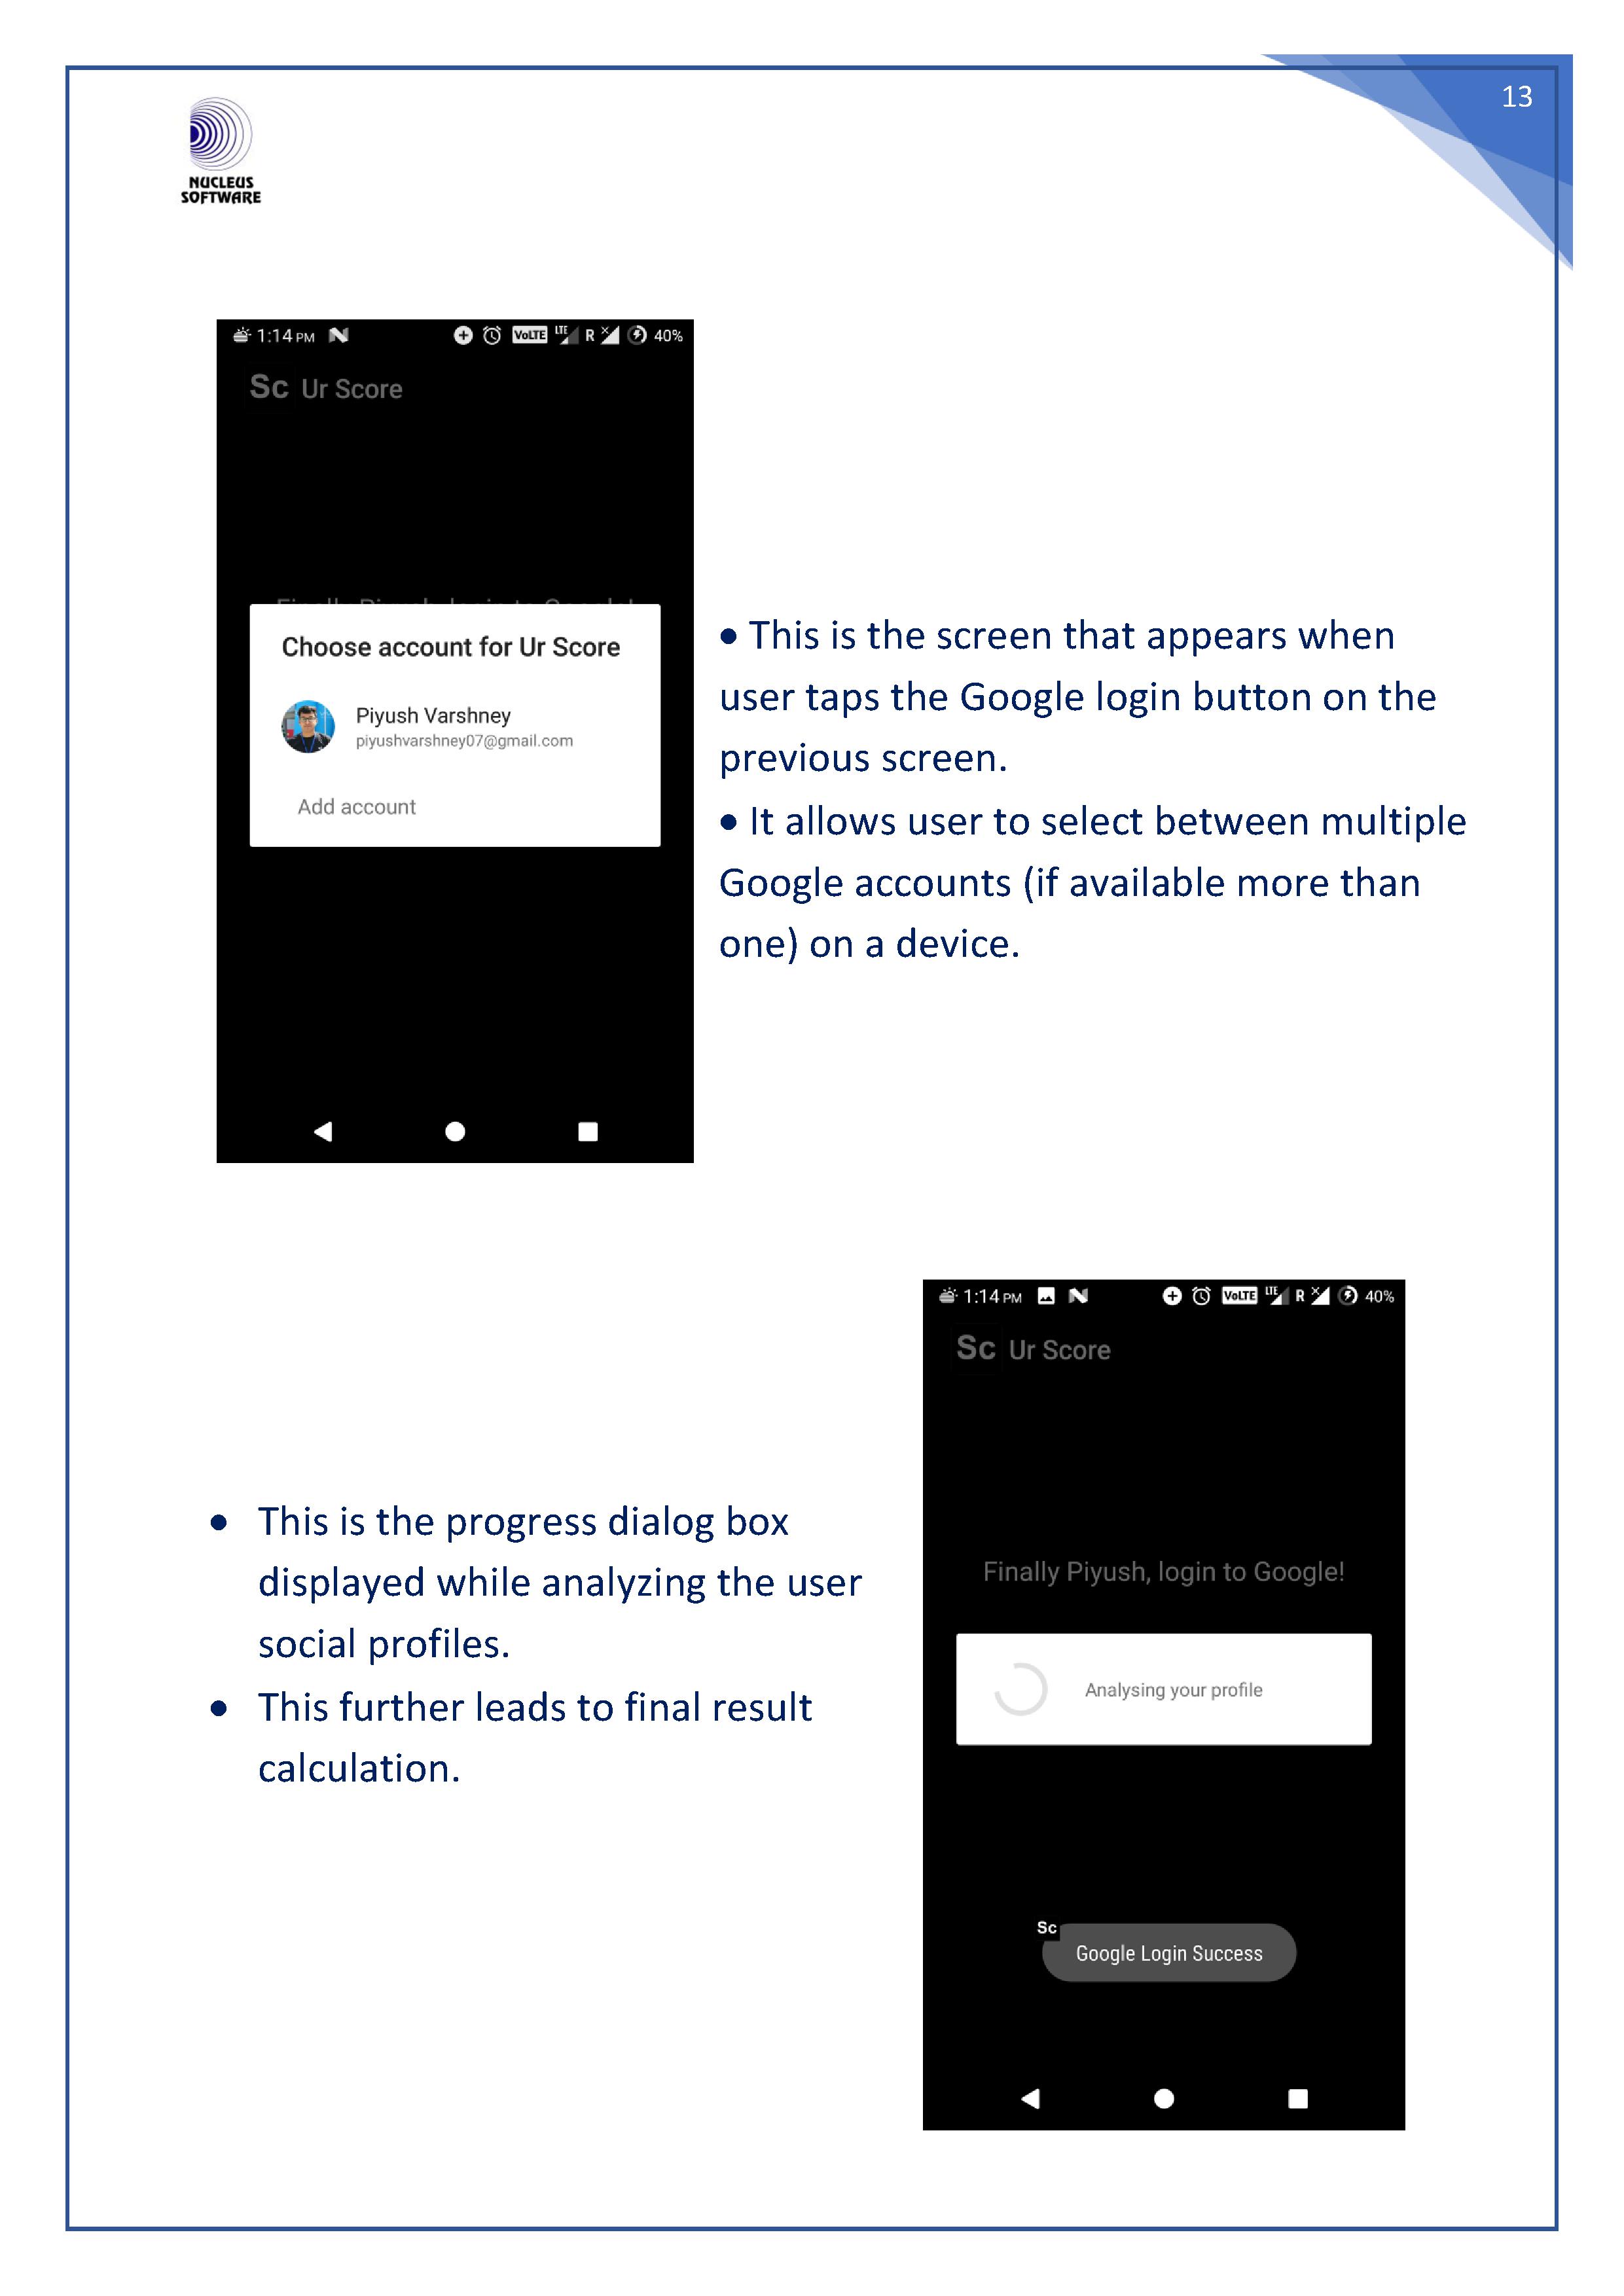 13
NUCLEUS
SOFTWARE
1:14 PM VoLTE LTE R 40%
Sc Ur Score
Finally Piyush, login to Google!
Choose account for Ur Score
Piyush Varshney
piyushvarshney07@gmail.com
Add account
• This is the screen that appears when
user taps the Google login button on the
previous screen.
• It allows user to select between multiple
Google accounts (if available more than
one) on a device.
• This is the progress dialog box
displayed while analyzing the user
social profiles.
• This further leads to final result
calculation.
1:14 PM VoLTE LTE R 40%
Sc Ur Score
Finally Piyush, login to Google!
Analysing your profile
Sc
Google Login Success